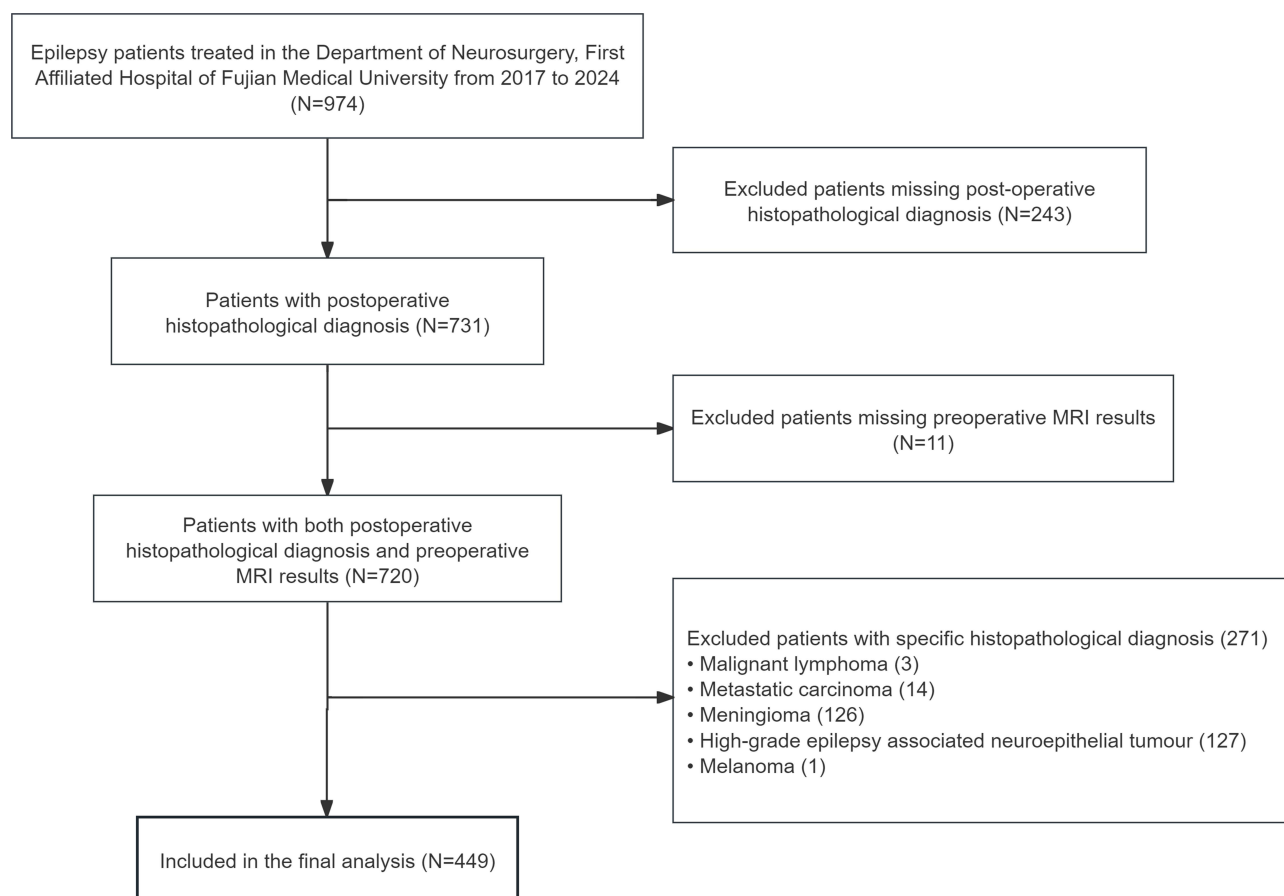 Epilepsy patients treated in the Department of Neurosurgery, First
Affiliated Hospital of Fujian Medical University from 2017 to 2024
(N=974)
Excluded patients missing post-operative
histopathological diagnosis (N=243)
Patients with postoperative
histopathological diagnosis (N=731)
Excluded patients missing preoperative MRI results
(N=11)
Patients with both postoperative
histopathological diagnosis and preoperative
MRI results (N=720)
Excluded patients with specific histopathological diagnosis (271)
• Malignant lymphoma (3)
• Metastatic carcinoma (14)
• Meningioma (126)
• High-grade epilepsy associated neuroepithelial tumour (127)
• Melanoma (1)
Included in the final analysis (N=449)